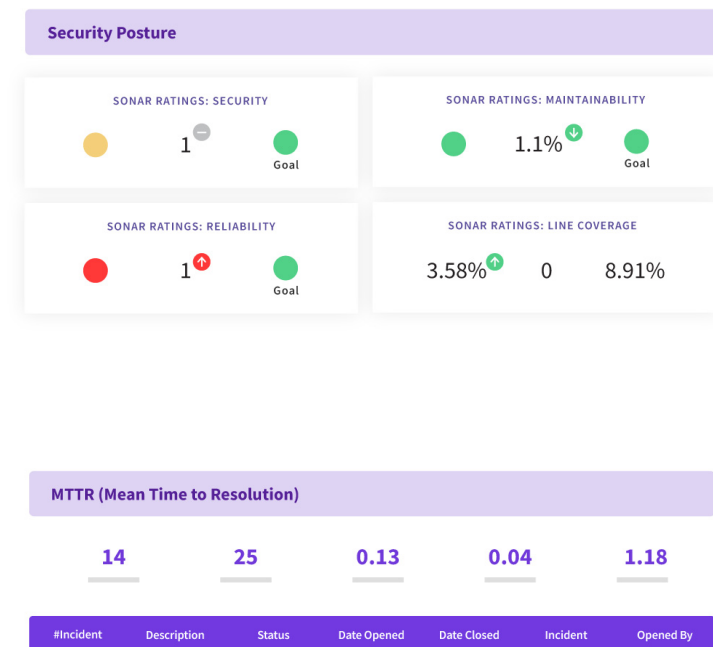 Security Posture
SONAR RATINGS: SECURITY
1
Goal
SONAR RATINGS: MAINTAINABILITY
1.1%
Goal
SONAR RATINGS: RELIABILITY
1
Goal
SONAR RATINGS: LINE COVERAGE
3.58% 0 8.91%
MTTR (Mean Time to Resolution)
14 25 0.13 0.04 1.18
#Incident Description Status Date Opened Date Closed Incident Opened By